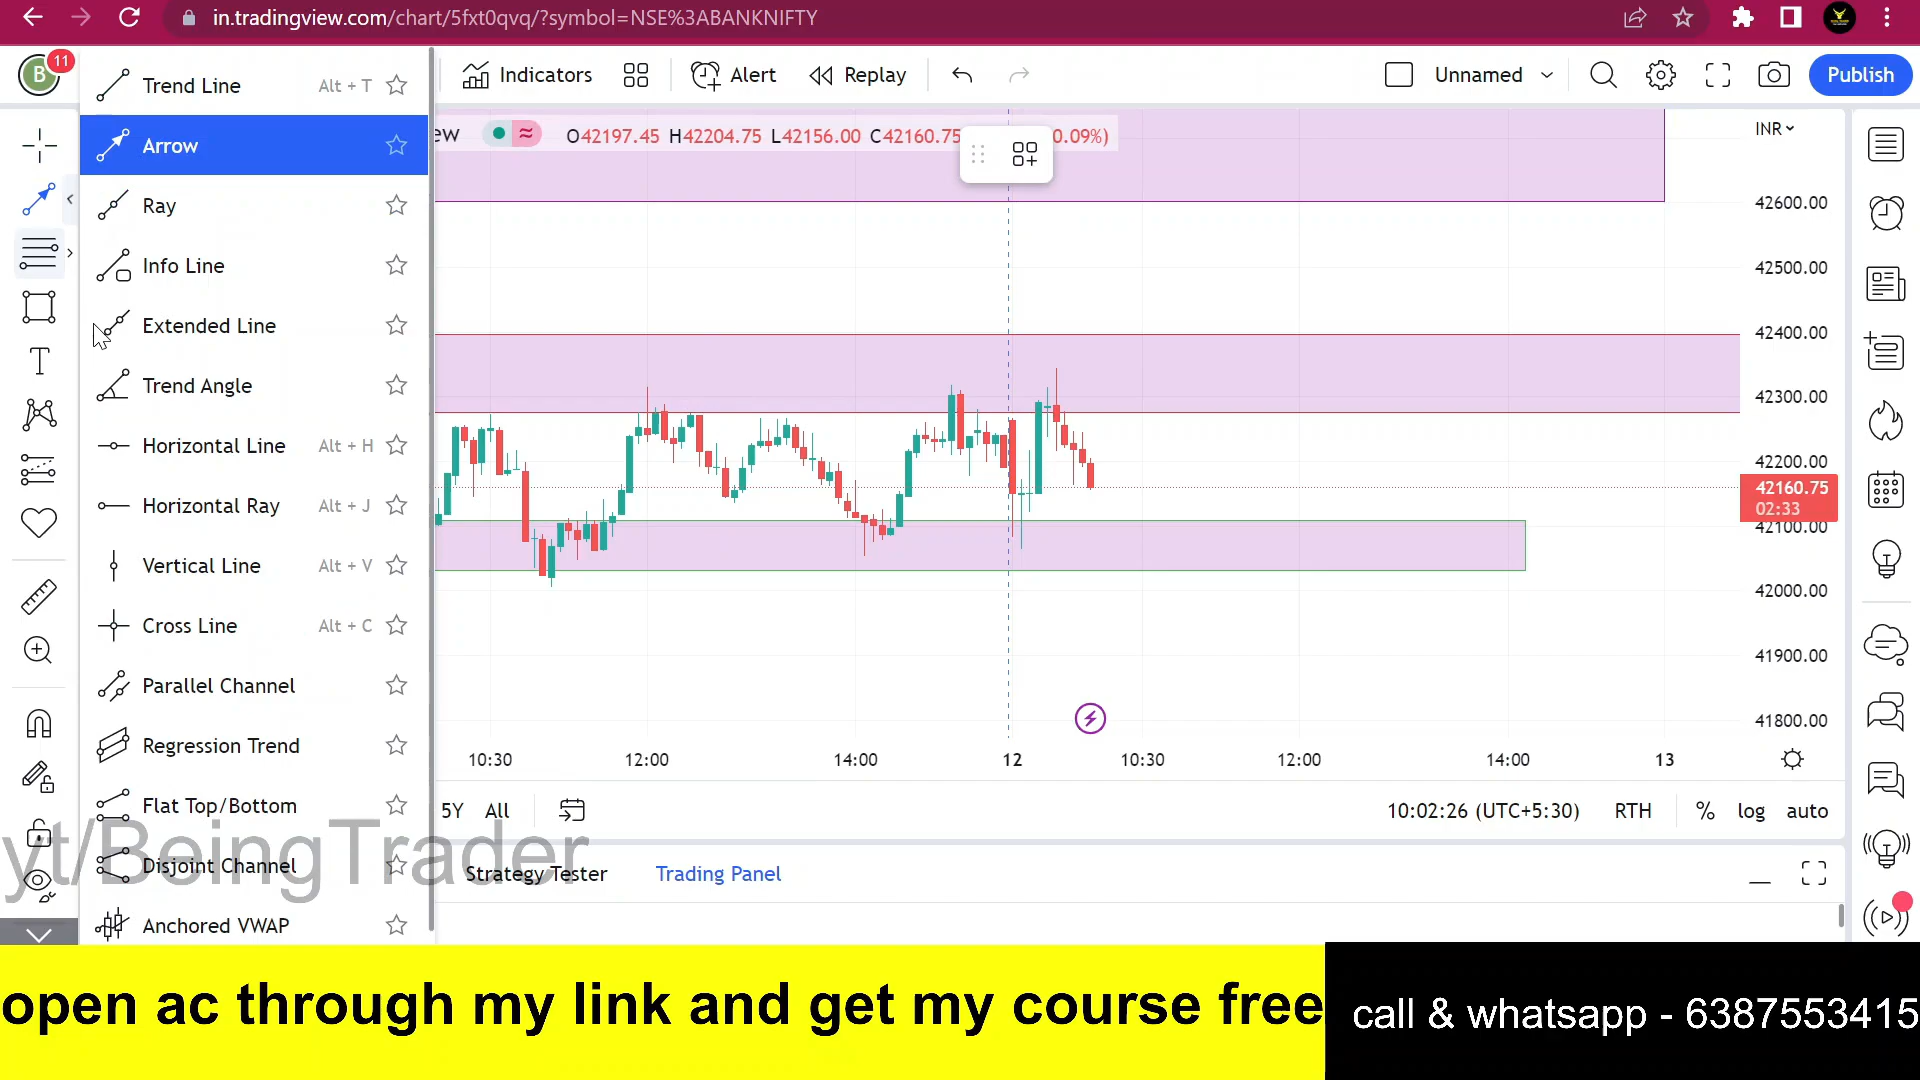 in.tradingview.com/chart/5fxt0qvq/?symbol=NSE%3ABANKNIFTY
B 11
Indicators Alert Replay Unnamed Publish
Trend Line Alt + T
Arrow
Ray
Info Line
Extended Line
Trend Angle
Horizontal Line Alt + H
Horizontal Ray Alt + J
Vertical Line Alt + V
Cross Line Alt + C
Parallel Channel
Regression Trend
Flat Top/Bottom
Disjoint Channel
Anchored VWAP
ew O42197.45 H42204.75 L42156.00 C42160.75 0.09%)
INR
42600.00
42500.00
42400.00
42300.00
42200.00
42160.75
02:33
42100.00
42000.00
41900.00
41800.00
10:30 12:00 14:00 12 10:30 12:00 14:00 13
5Y All 10:02:26 (UTC+5:30) RTH % log auto
yt/BeingTrader
Strategy Tester Trading Panel
open ac through my link and get my course free
call & whatsapp - 6387553415